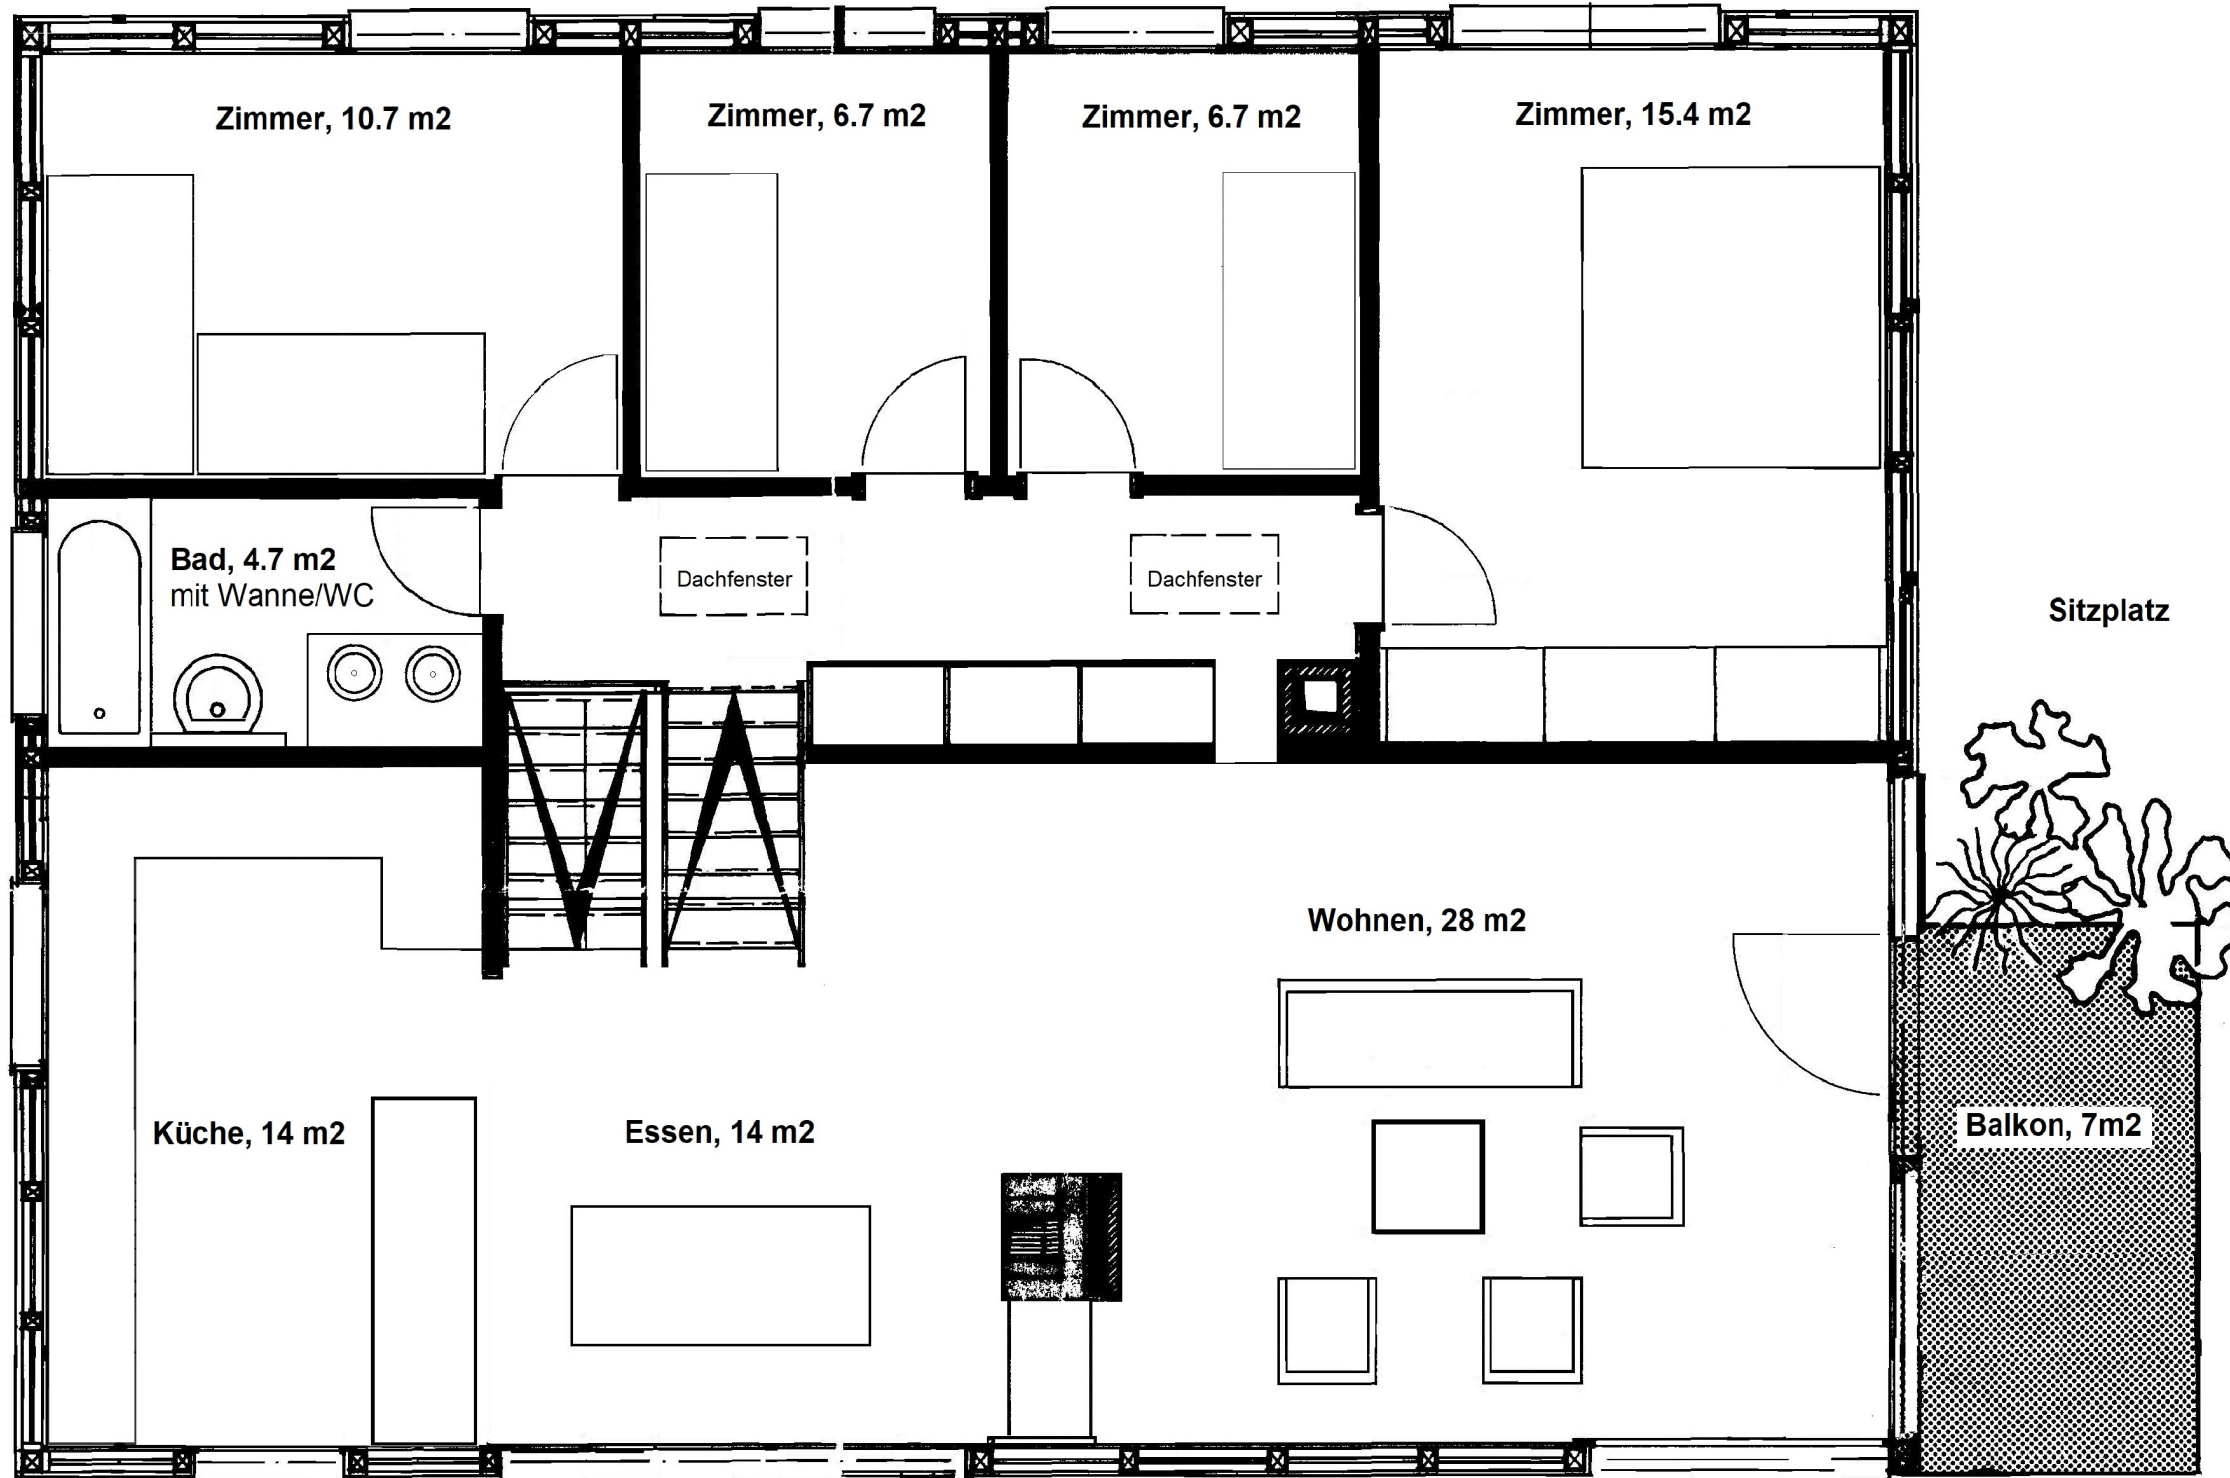 Zimmer, 10.7 m2
Zimmer, 6.7 m2
Zimmer, 6.7 m2
Zimmer, 15.4 m2
Bad, 4.7 m2
mit Wanne/WC
Dachfenster
Dachfenster
Sitzplatz
Wohnen, 28 m2
Küche, 14 m2
Essen, 14 m2
Balkon, 7m2